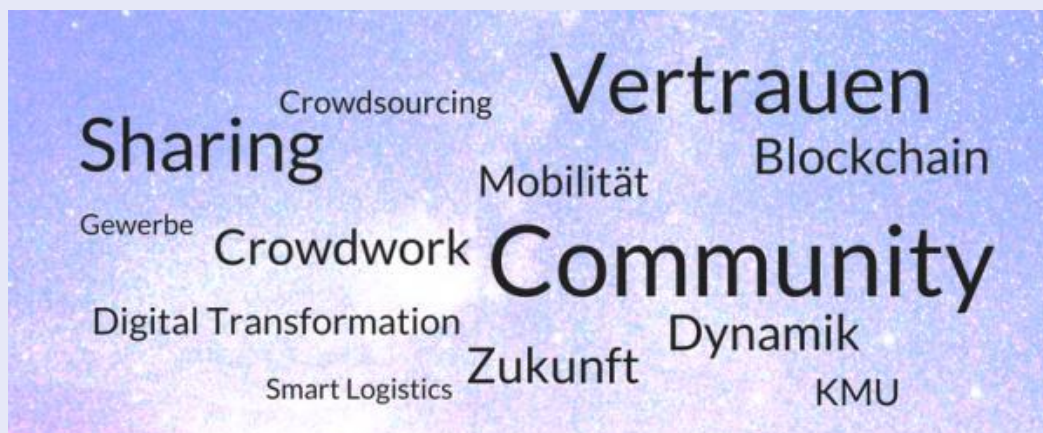 Vertrauen
Crowdsourcing
Sharing
Blockchain
Mobilität
Gewerbe
Crowdwork
Community
Digital Transformation
Dynamik
Zukunft
Smart Logistics
KMU